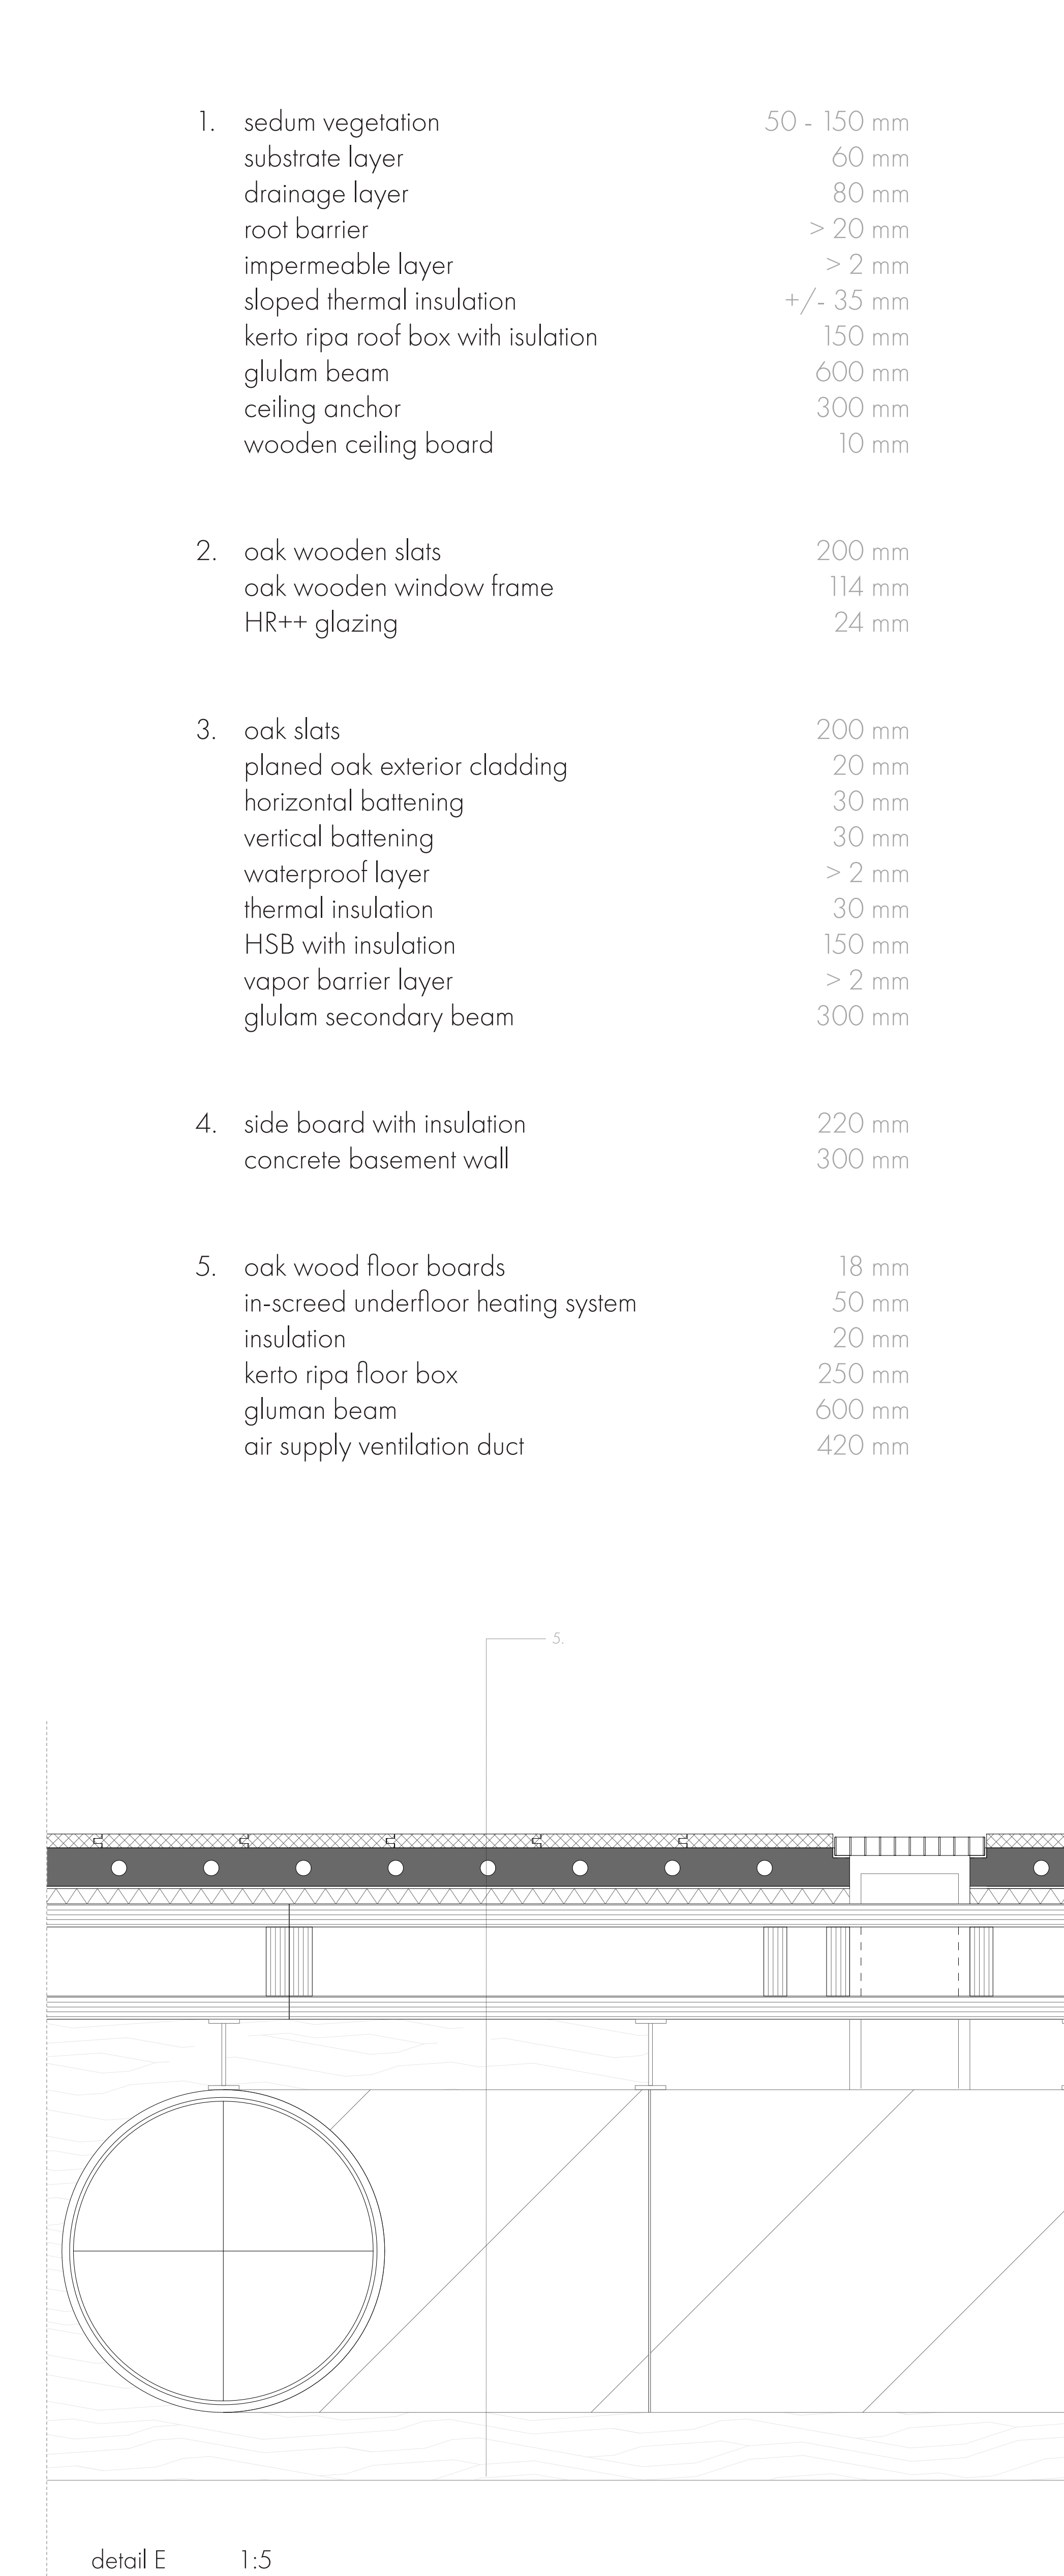 1. sedum vegetation 50 - 150 mm
substrate layer 60 mm
drainage layer 80 mm
root barrier > 20 mm
impermeable layer > 2 mm
sloped thermal insulation +/- 35 mm
kerto ripa roof box with isulation 150 mm
glulam beam 600 mm
ceiling anchor 300 mm
wooden ceiling board 10 mm
2. oak wooden slats 200 mm
oak wooden window frame 114 mm
HR++ glazing 24 mm
3. oak slats 200 mm
planed oak exterior cladding 20 mm
horizontal battening 30 mm
vertical battening 30 mm
waterproof layer > 2 mm
thermal insulation 30 mm
HSB with insulation 150 mm
vapor barrier layer > 2 mm
glulam secondary beam 300 mm
4. side board with insulation 220 mm
concrete basement wall 300 mm
5. oak wood floor boards 18 mm
in-screed underfloor heating system 50 mm
insulation 20 mm
kerto ripa floor box 250 mm
gluman beam 600 mm
air supply ventilation duct 420 mm
5.
detail E 1:5